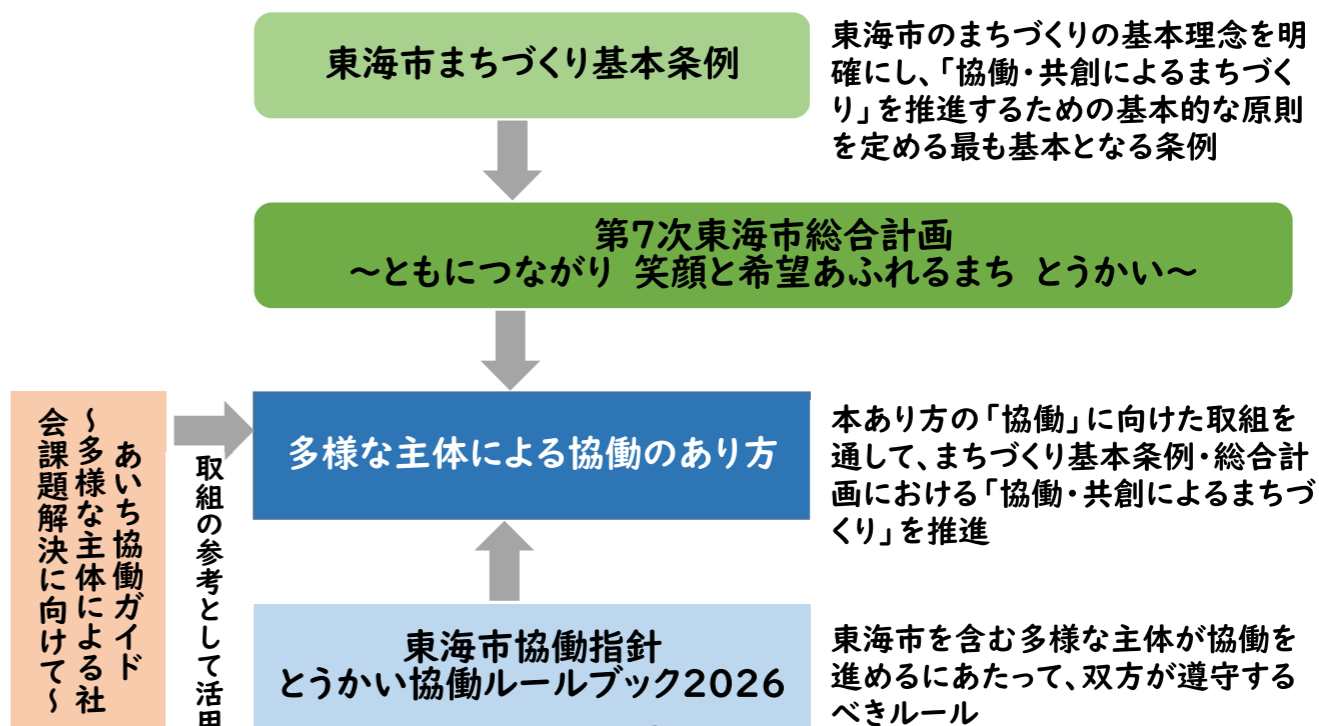 東海市まちづくり基本条例
東海市のまちづくりの基本理念を明
確にし、「協働・共創によるまちづく
り」を推進するための基本的な原則
を定める最も基本となる条例
第7次東海市総合計画
～ともにつながり 笑顔と希望あふれるまち とうかい～
あいち協働ガイド
～多様な主体による社
会課題解決に向けて～
取組の参考として活用
多様な主体による協働のあり方
本あり方の「協働」に向けた取組を
通して、まちづくり基本条例・総合計
画における「協働・共創によるまちづ
くり」を推進
東海市協働指針
とうかい協働ルールブック2026
東海市を含む多様な主体が協働を
進めるにあたって、双方が遵守する
べきルール